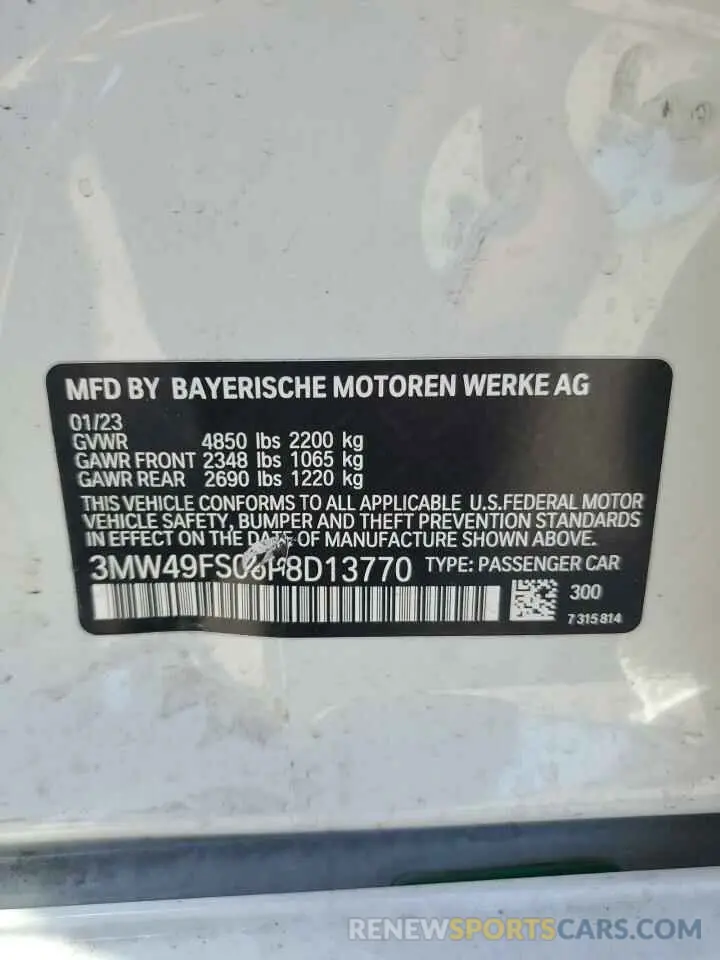 MFD BY BAYERISCHE MOTOREN WERKE AG
01/23
GVWR 4850 lbs 2200 kg
GAWR FRONT 2348 lbs 1065 kg
GAWR REAR 2690 lbs 1220 kg
THIS VEHICLE CONFORMS TO ALL APPLICABLE U.S.FEDERAL MOTOR
VEHICLE SAFETY, BUMPER AND THEFT PREVENTION STANDARDS
IN EFFECT ON THE DATE OF MANUFACTURE SHOWN ABOVE.
3MW49FS06P8D13770 TYPE: PASSENGER CAR
300
7315814
RENEWSPORTSCARS.COM